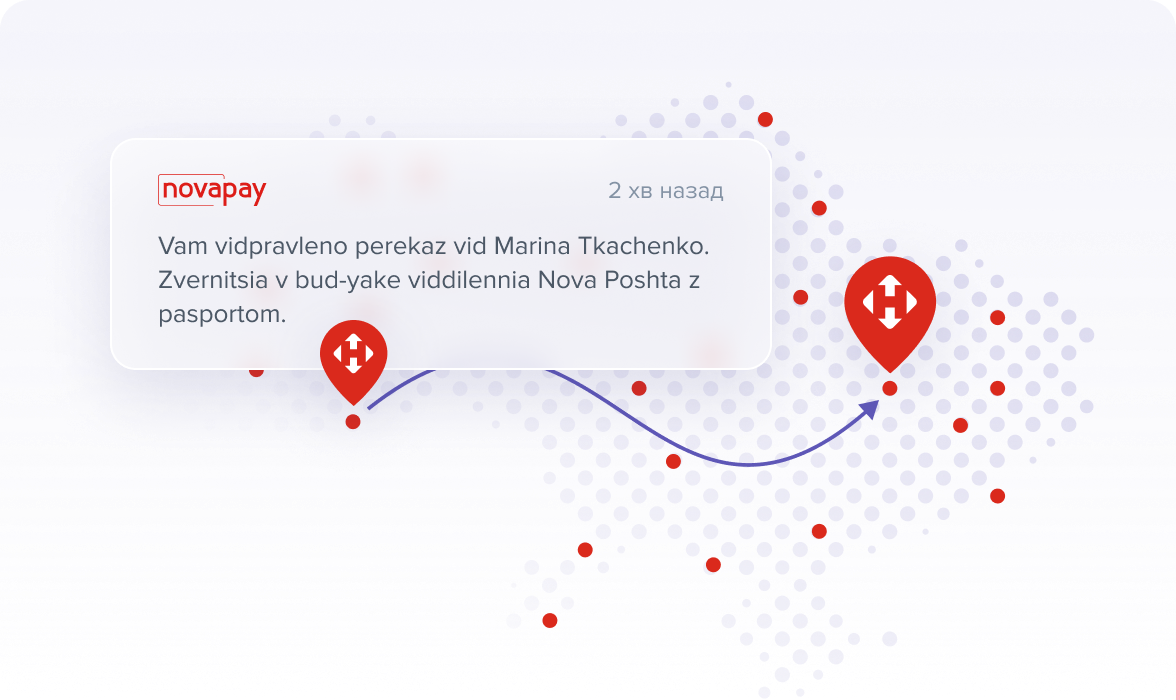 novapay
2 хв назад
Vam vidpravleno perekaz vid Marina Tkachenko.
Zvernitsia v bud-yake viddilennia Nova Poshta z
pasportom.